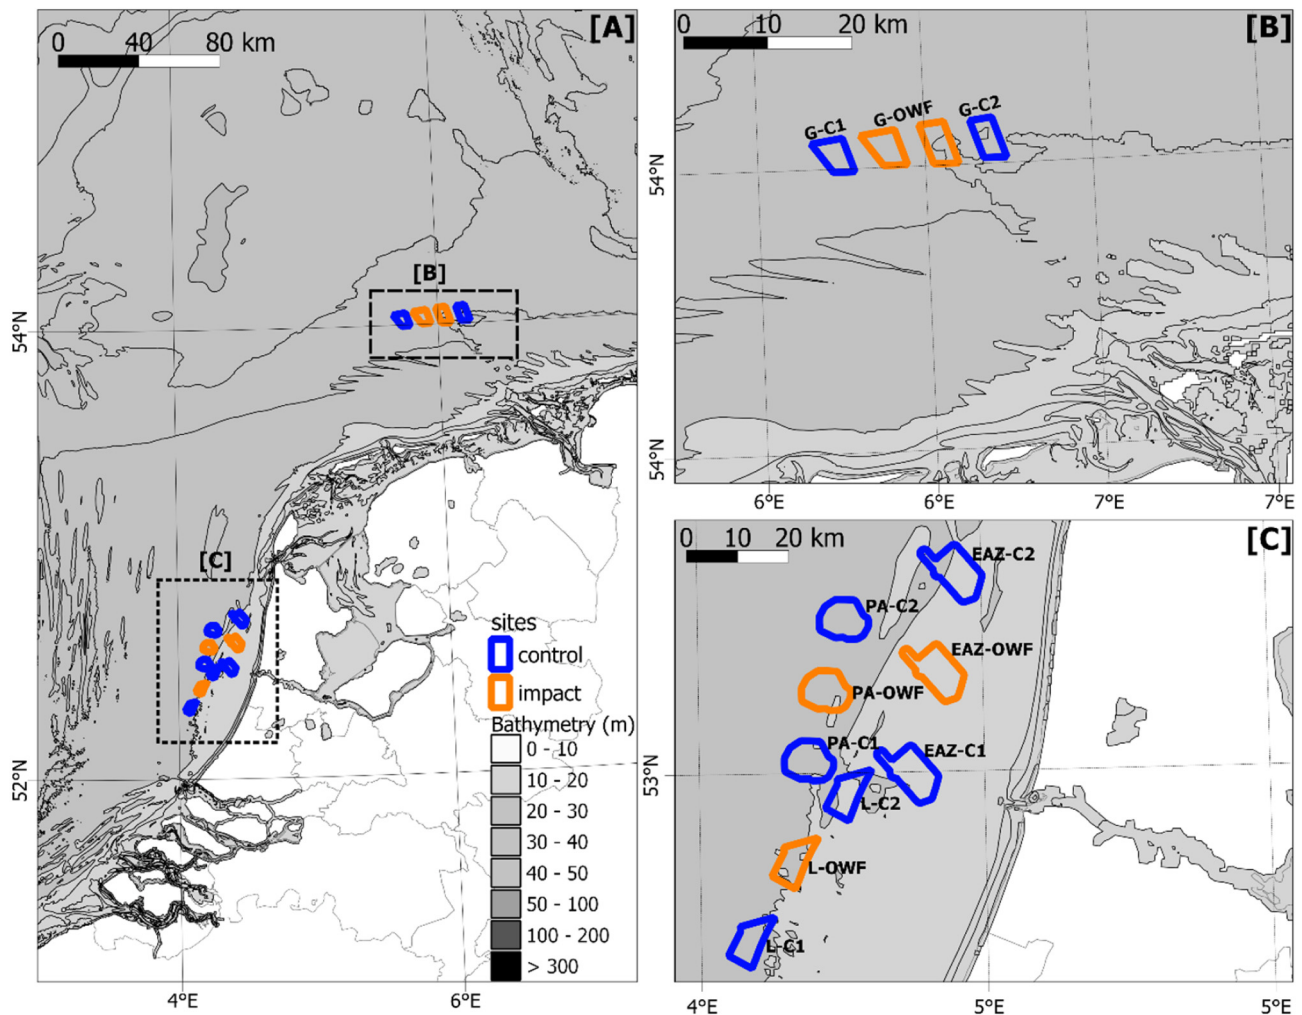 [A]
0 40 80 km
[B]
54°N
[C]
sites
control
impact
Bathymetry (m)
0 - 10
10 - 20
20 - 30
30 - 40
40 - 50
50 - 100
100 - 200
> 300
52°N
4°E 6°E
[B]
0 10 20 km
G-C1 G-OWF G-C2
54°N
54°N
6°E 6°E 7°E 7°E
[C]
0 10 20 km
EAZ-C2
PA-C2
EAZ-OWF
PA-OWF
PA-C1
EAZ-C1
53°N
L-C2
L-OWF
L-C1
4°E 5°E 5°E